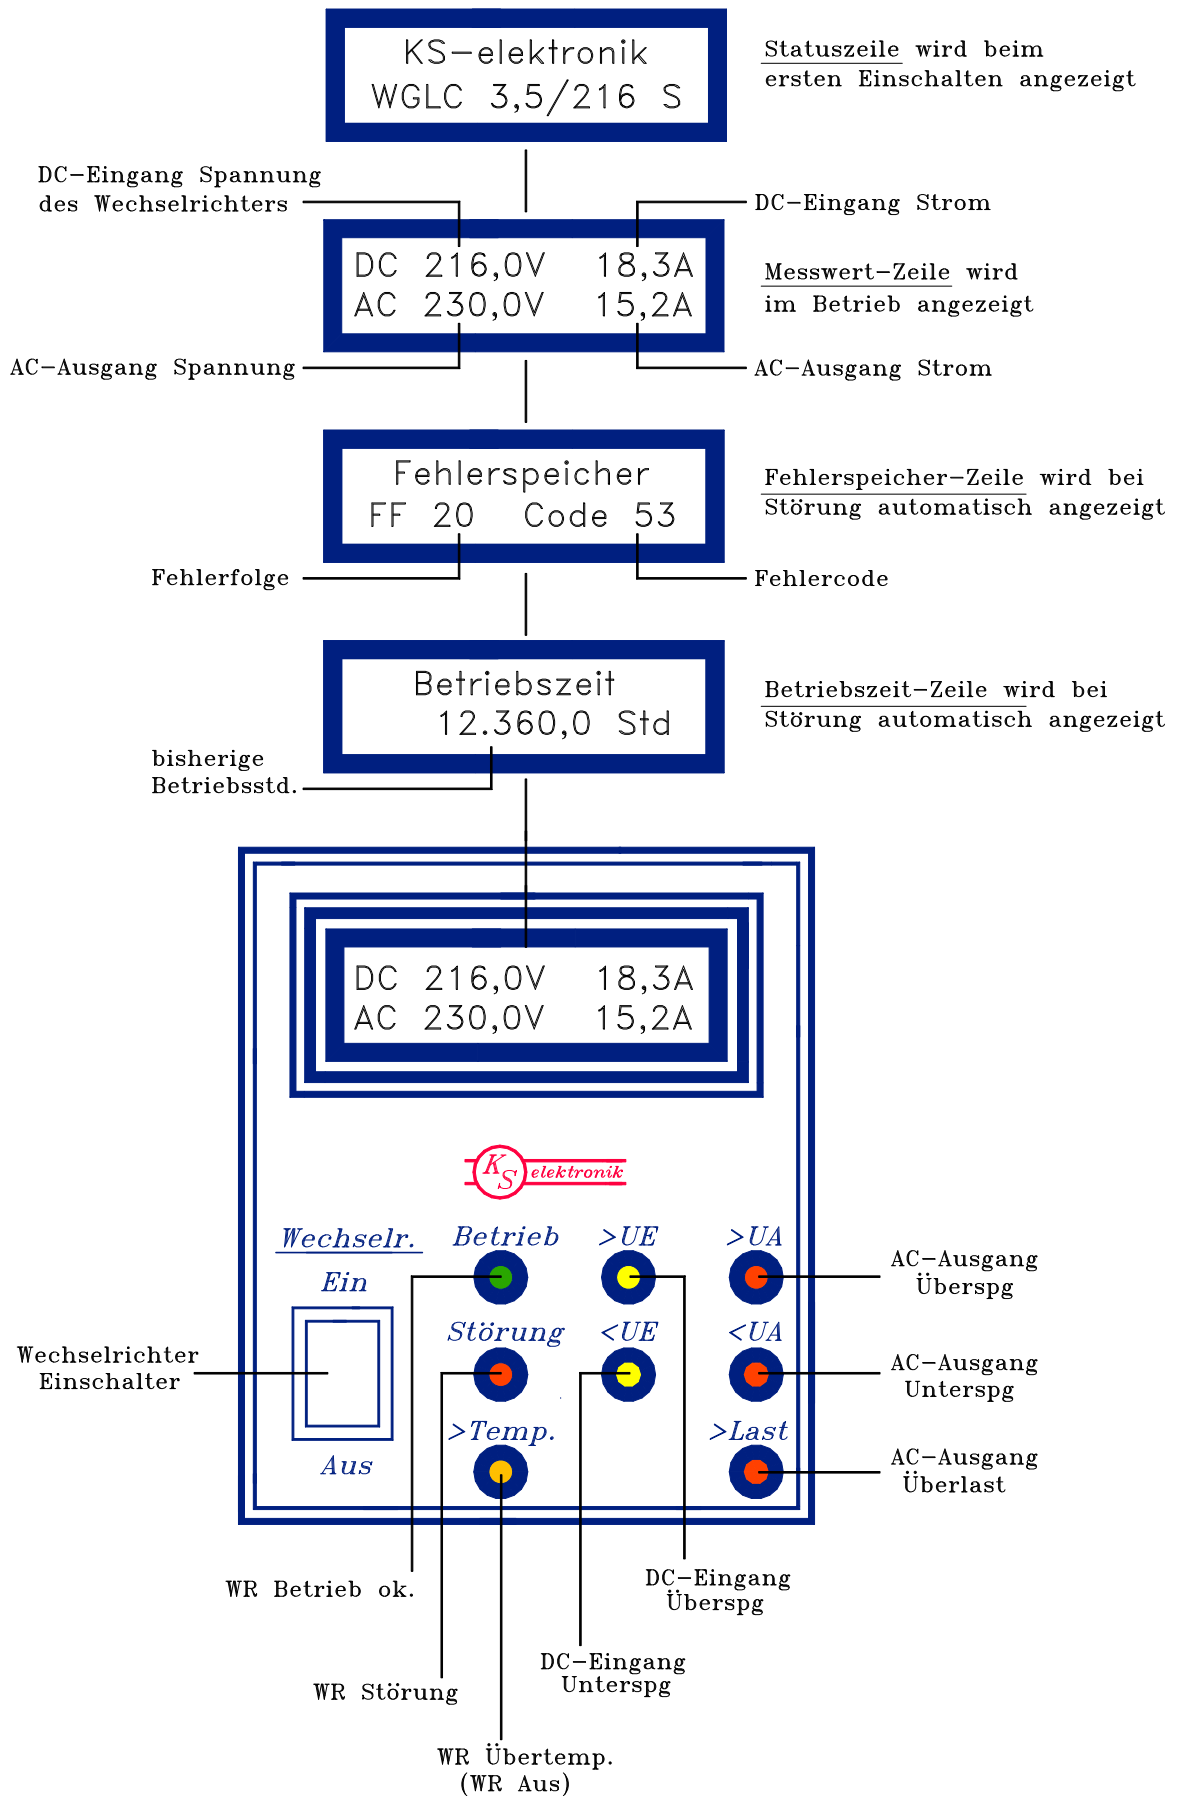 KS-elektronik
WGLC 3,5/216 S
Statuszeile wird beim
ersten Einschalten angezeigt
DC-Eingang Spannung
des Wechselrichters
DC-Eingang Strom
DC 216,0V 18,3A
AC 230,0V 15,2A
Messwert-Zeile wird
im Betrieb angezeigt
AC-Ausgang Spannung
AC-Ausgang Strom
Fehlerspeicher
FF 20 Code 53
Fehlerspeicher-Zeile wird bei
Störung automatisch angezeigt
Fehlerfolge
Fehlercode
Betriebszeit
12.360,0 Std
Betriebszeit-Zeile wird bei
Störung automatisch angezeigt
bisherige
Betriebsstd.
DC 216,0V 18,3A
AC 230,0V 15,2A
KS elektronik
Wechselr.
Betrieb
>UE
>UA
Ein
AC-Ausgang
Überspg
Störung
<UE
<UA
Wechselrichter
Einschalter
AC-Ausgang
Unterspg
>Temp.
>Last
Aus
AC-Ausgang
Überlast
WR Betrieb ok.
DC-Eingang
Überspg
DC-Eingang
Unterspg
WR Störung
WR Übertemp.
(WR Aus)